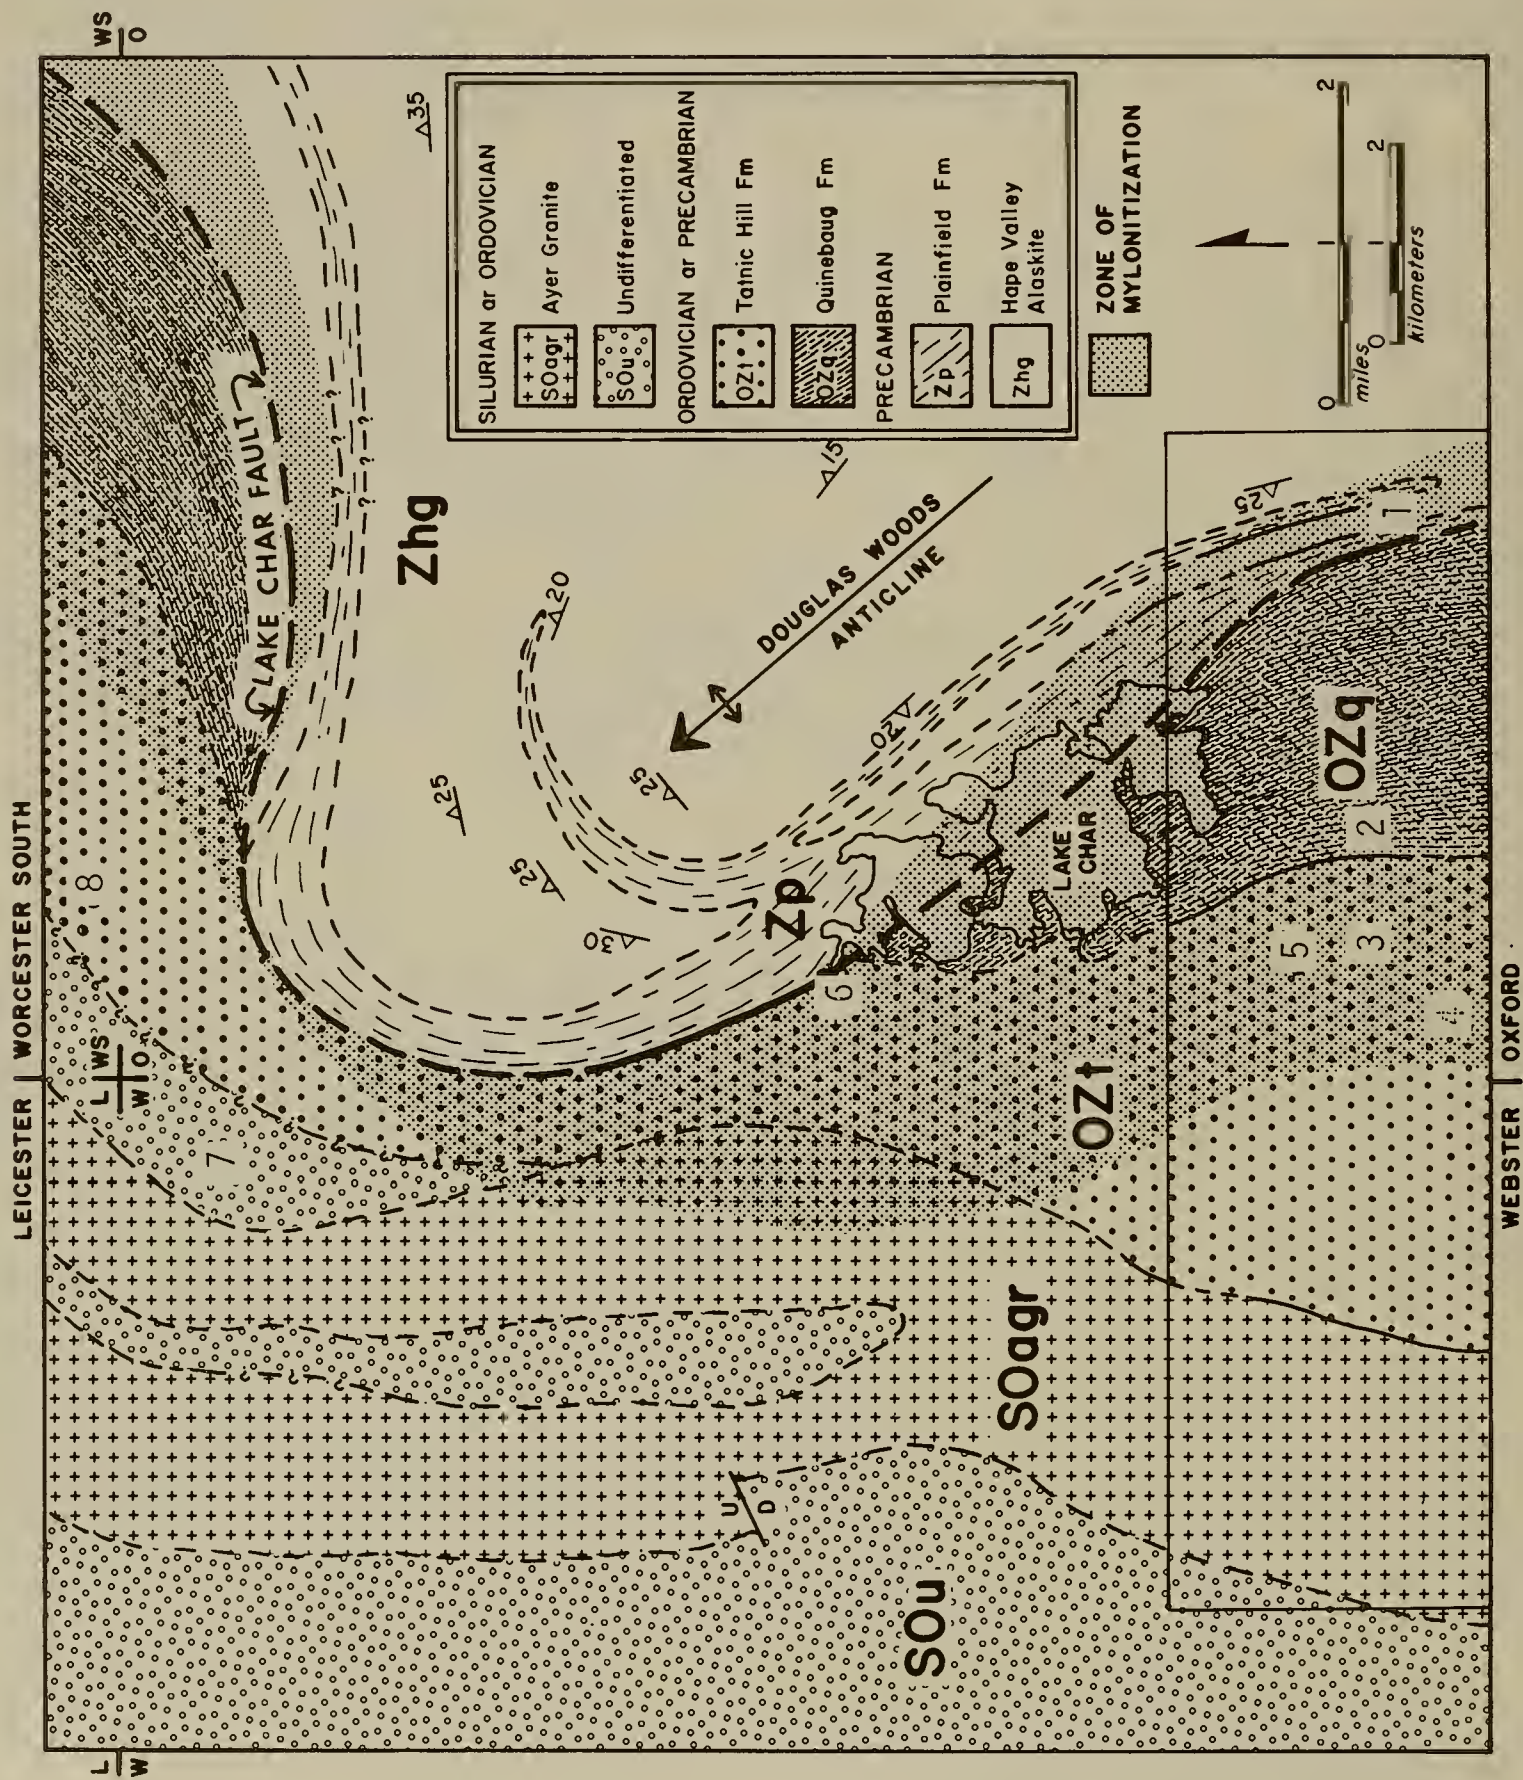 LEICESTER | WORCESTER SOUTH
WS
O
L
W
L WS
W O
LAKE CHAR FAULT
35
Zhg
20
25
25
25
30
20
15
25
DOUGLAS WOODS
ANTICLINE
Zp
LAKE
CHAR
OZq
OZt
SOagr
SOu
U
D
1
2
3
4
5
6
7
8
? ? ? ?
? ? ? ?
SILURIAN or ORDOVICIAN
SOagr Ayer Granite
SOu Undifferentiated
ORDOVICIAN or PRECAMBRIAN
OZt Tatnic Hill Fm
OZq Quinebaug Fm
PRECAMBRIAN
Zp Plainfield Fm
Zhg Hope Valley
Alaskite
ZONE OF
MYLONITIZATION
0 1 2
miles
0 1 2
kilometers
WEBSTER | OXFORD